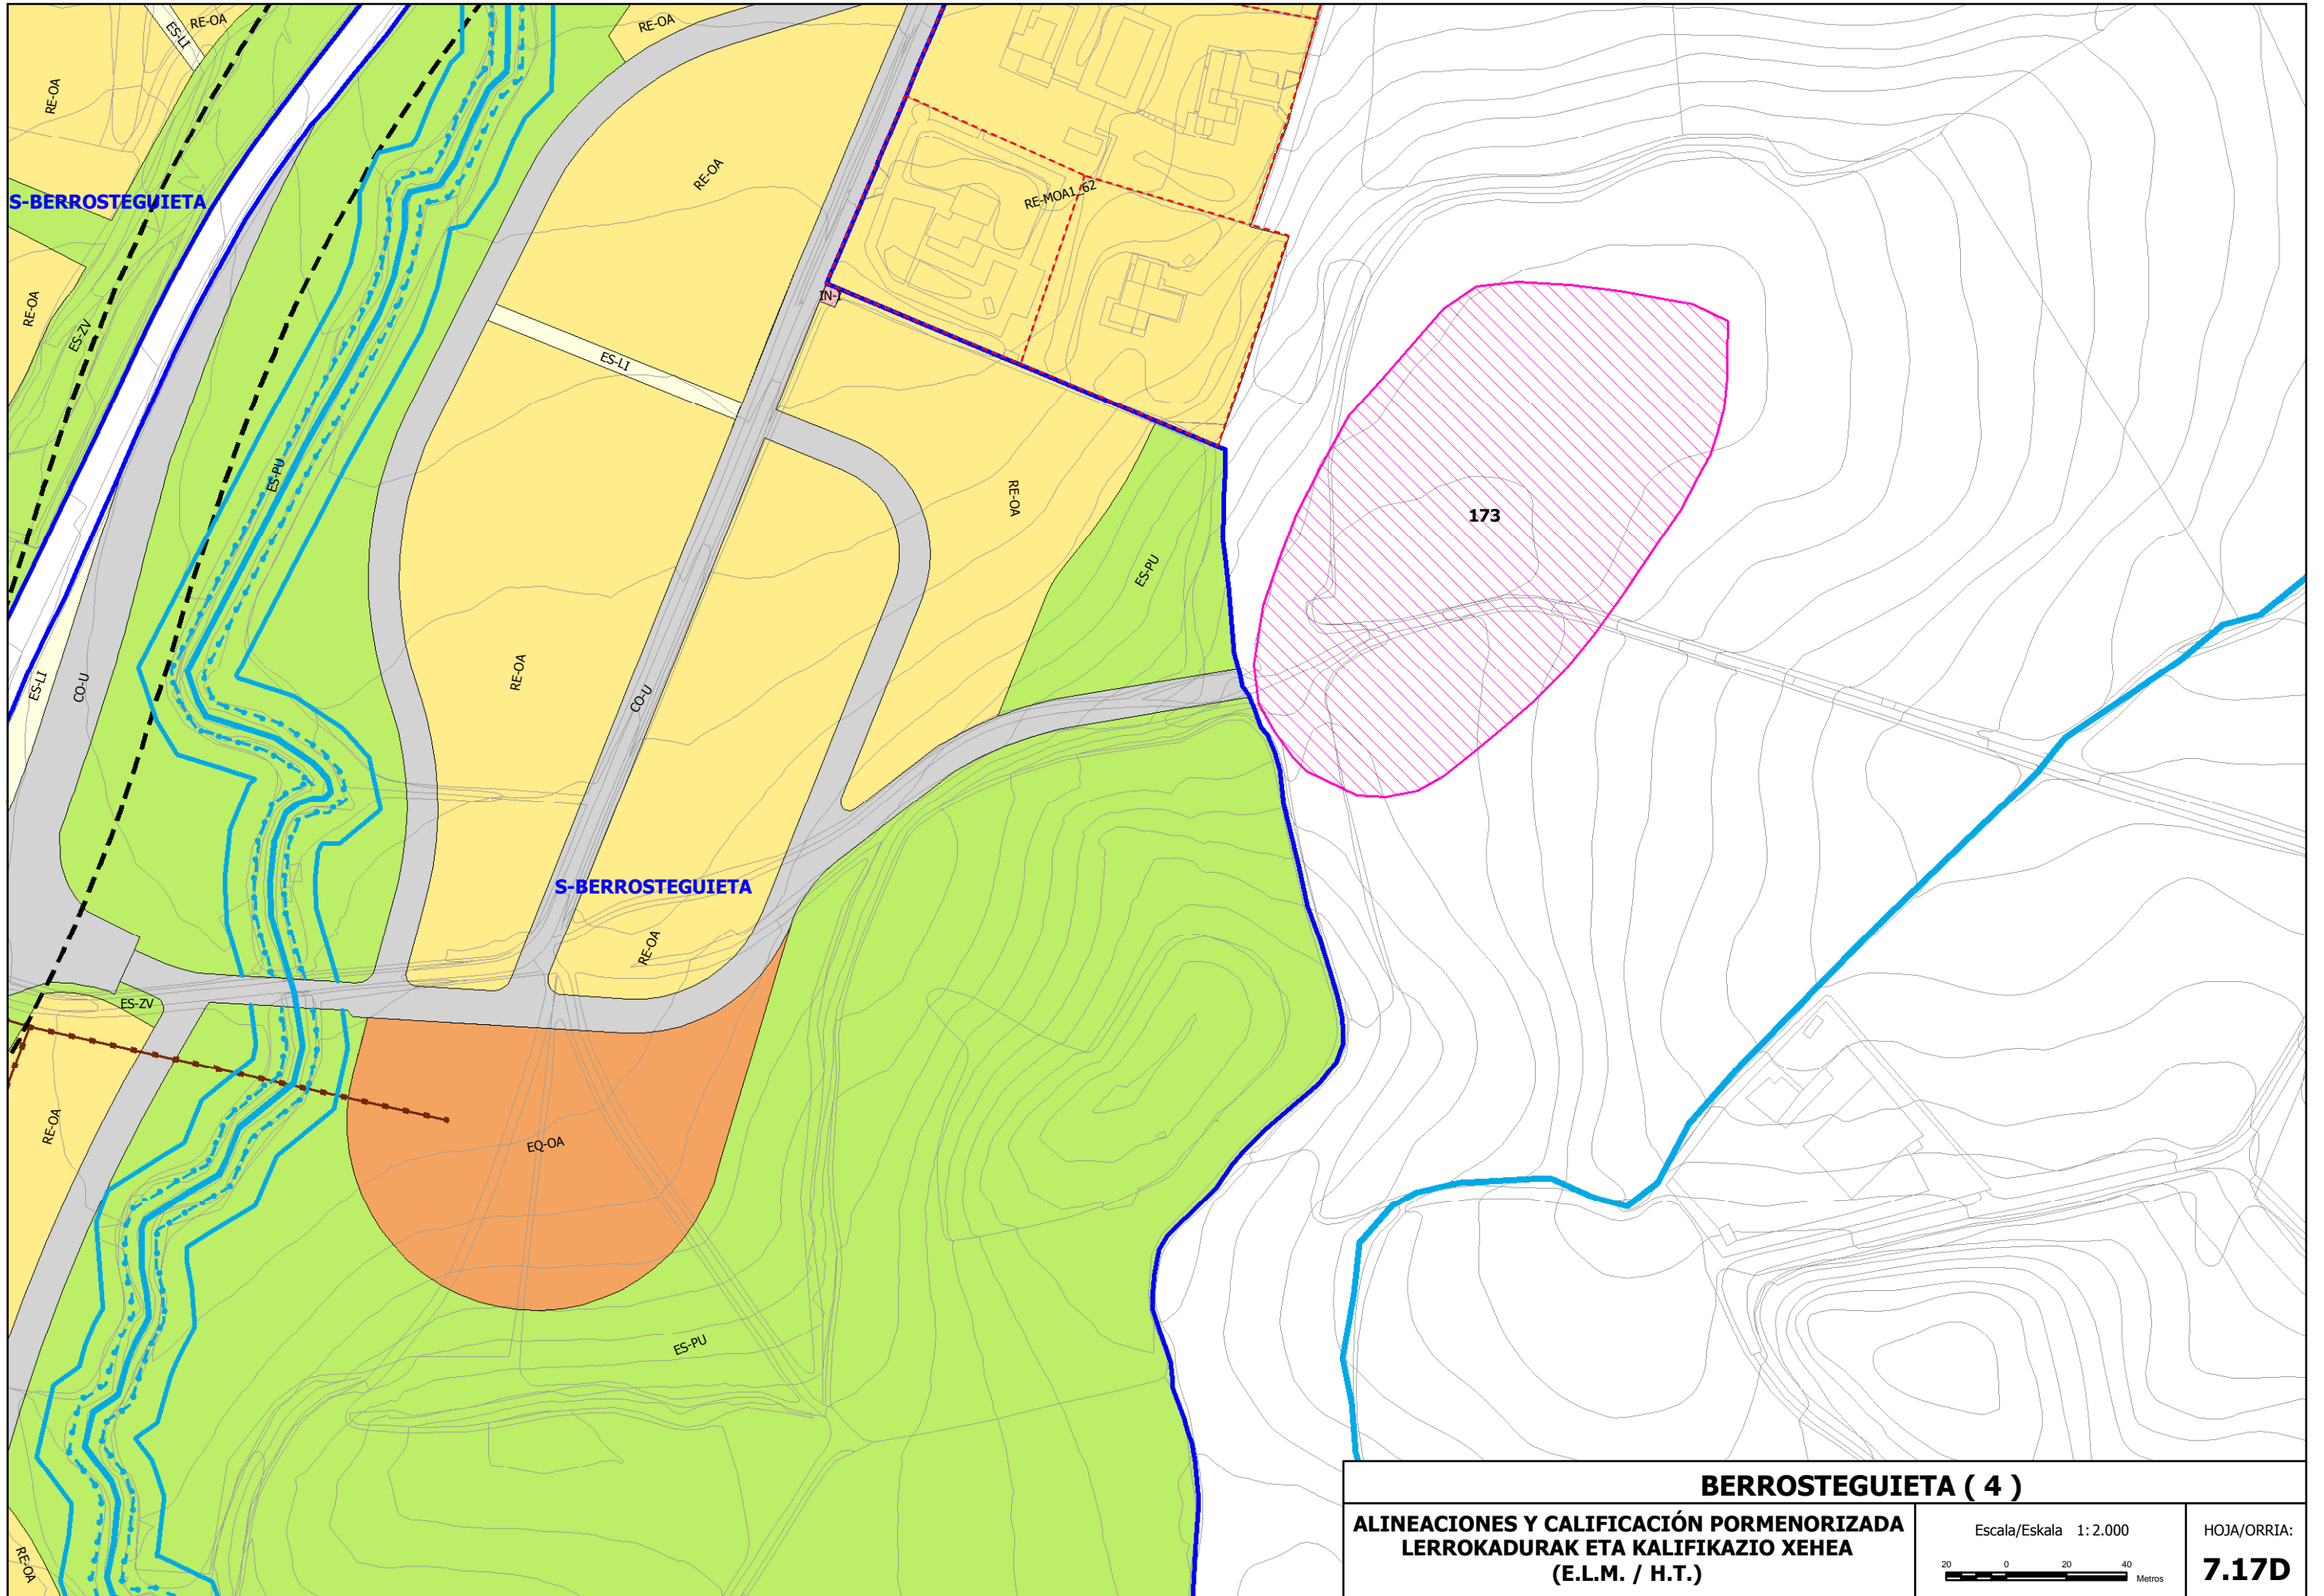 RE-OA
ES-LI
RE-OA
RE-OA
S-BERROSTEGUIETA
RE-OA
RE-MOA1_62
RE-OA
ES-ZV
IN-I
ES-LI
ES-PU
RE-OA
173
ES-PU
RE-OA
ES-LI
CO-U
CO-U
S-BERROSTEGUIETA
RE-OA
ES-ZV
RE-OA
EQ-OA
ES-PU
RE-OA
BERROSTEGUIETA ( 4 )
ALINEACIONES Y CALIFICACIÓN PORMENORIZADA
LERROKADURAK ETA KALIFIKAZIO XEHEA
(E.L.M. / H.T.)
Escala/Eskala 1:2.000
20 0 20 40
Metros
HOJA/ORRIA:
7.17D